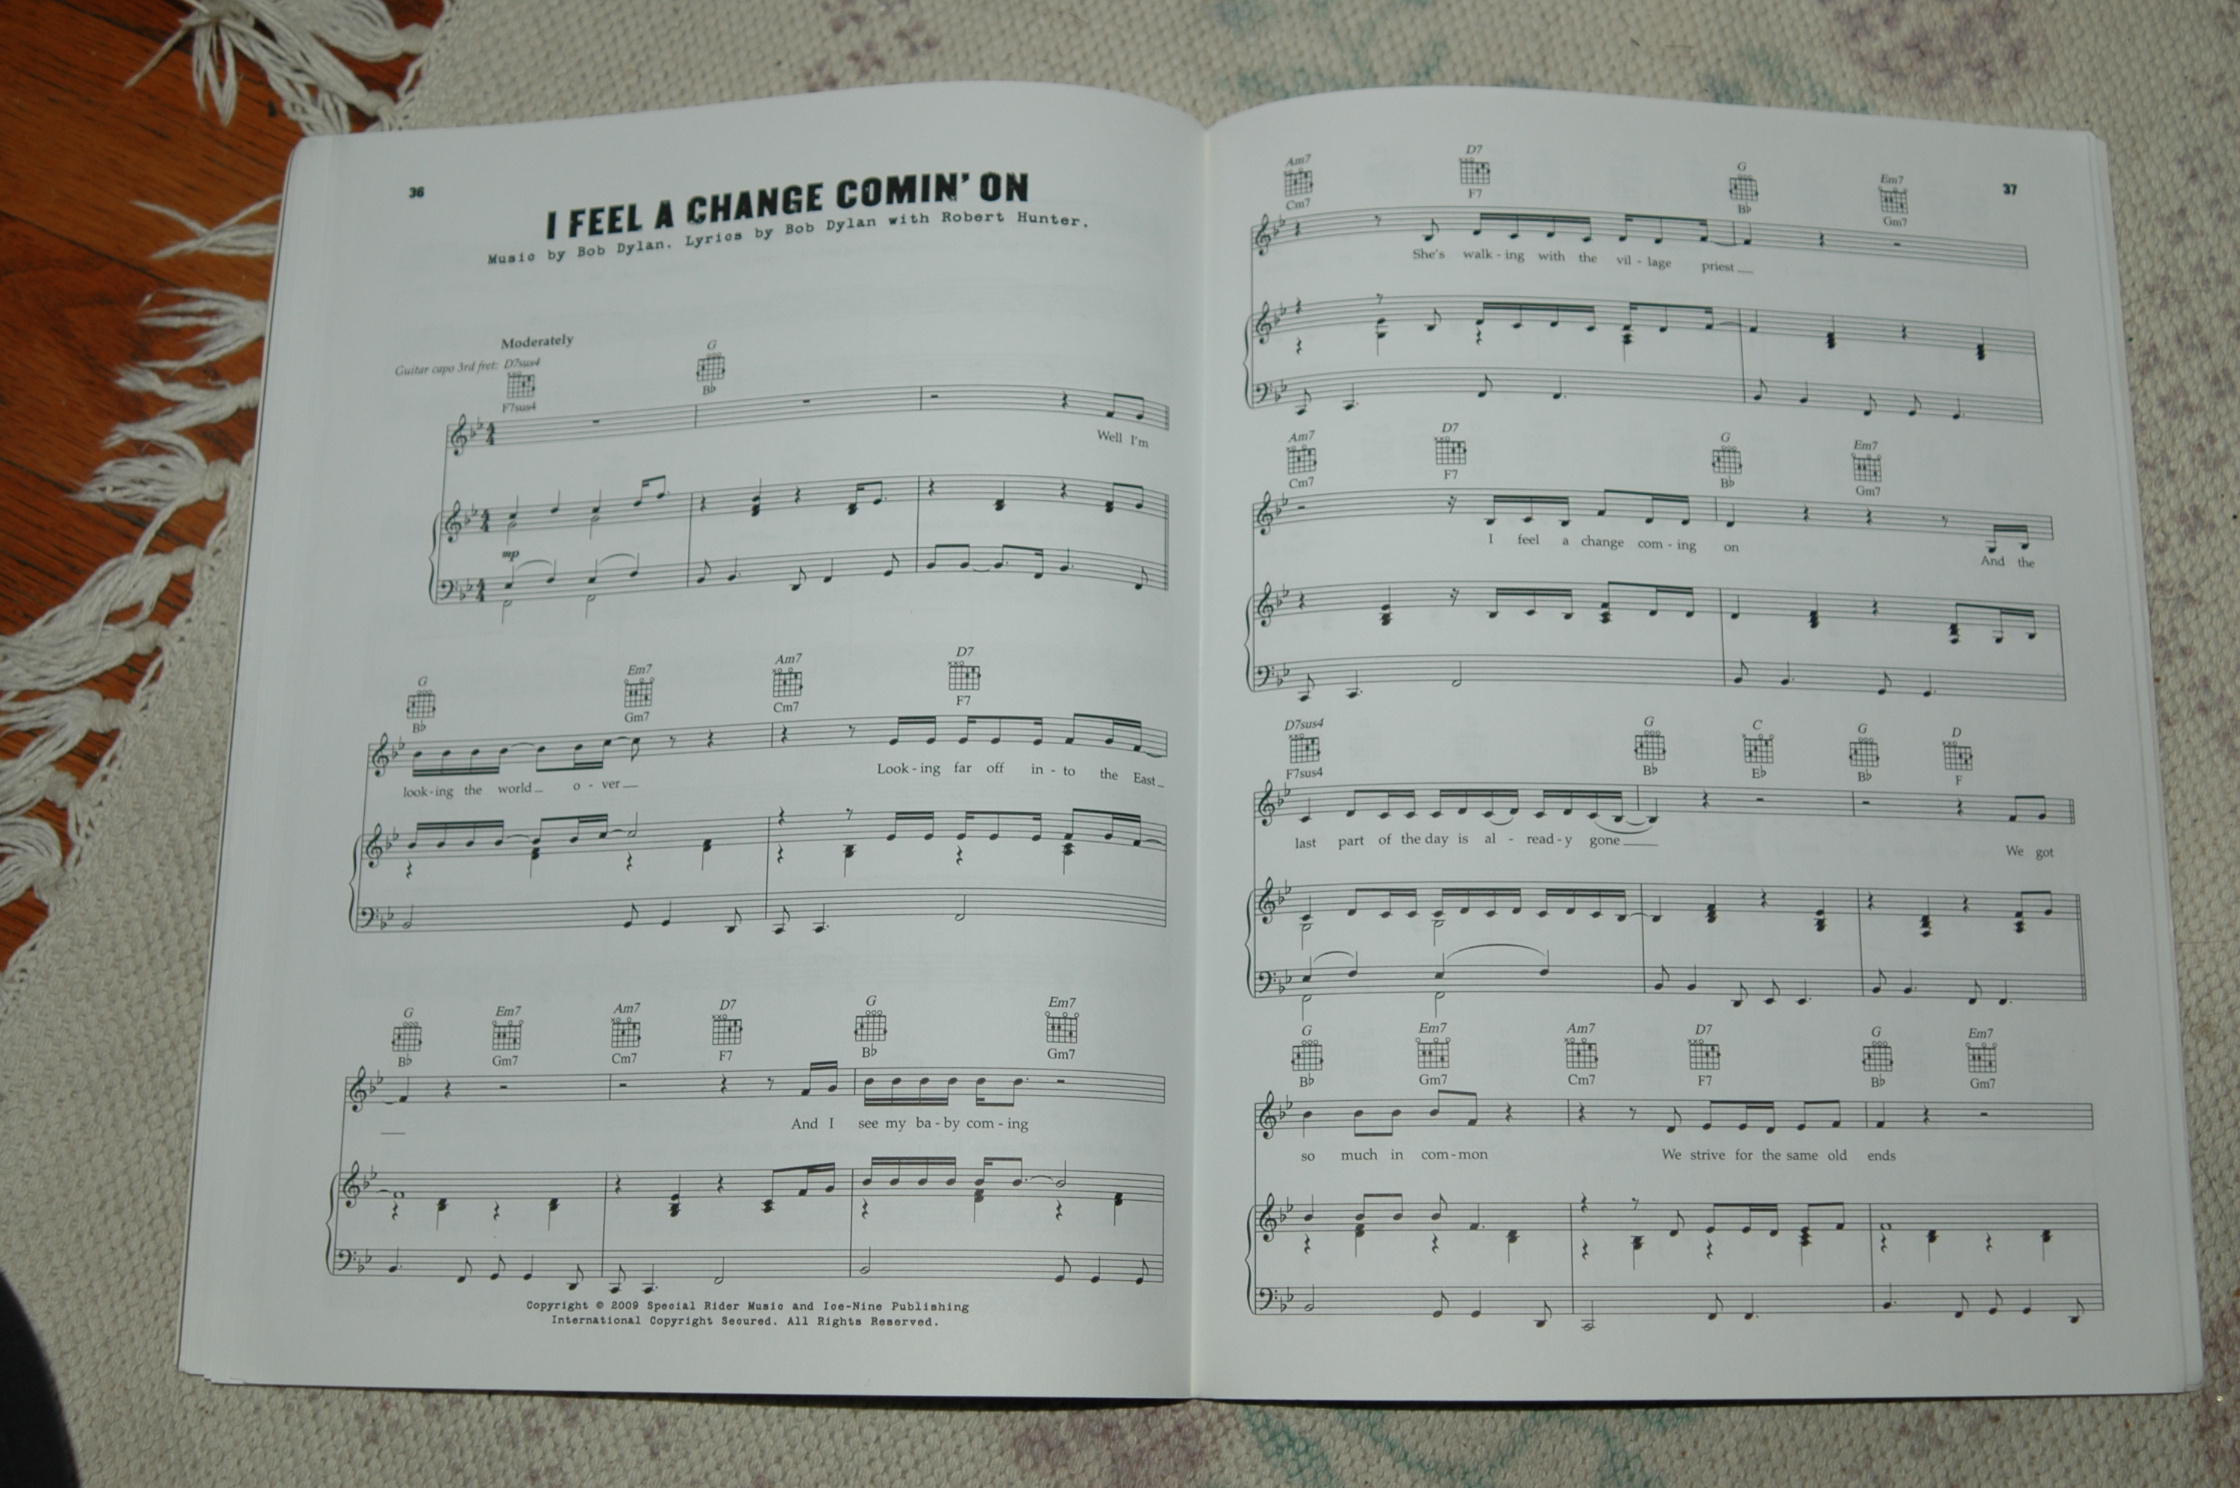 36
I FEEL A CHANGE COMIN' ON
Music by Bob Dylan. Lyrics by Bob Dylan with Robert Hunter.
Moderately
Guitar capo 3rd fret: D7sus4 G
F7sus4 B♭
Well I'm
mp
G Em7 Am7 D7
B♭ Gm7 Cm7 F7
look-ing the world o - ver Look-ing far off in - to the East
G Em7 Am7 D7 G Em7
B♭ Gm7 Cm7 F7 B♭ Gm7
And I see my ba-by com-ing
Copyright © 2009 Special Rider Music and Ice-Nine Publishing
International Copyright Secured. All Rights Reserved.
37
Am7 D7 G Em7
Cm7 F7 B♭ Gm7
She's walk-ing with the vil-lage priest
Am7 D7 G Em7
Cm7 F7 B♭ Gm7
I feel a change com-ing on And the
D7sus4 G C G D
F7sus4 B♭ E♭ B♭ F
last part of the day is al - read-y gone We got
G Em7 Am7 D7 G Em7
B♭ Gm7 Cm7 F7 B♭ Gm7
so much in com-mon We strive for the same old ends